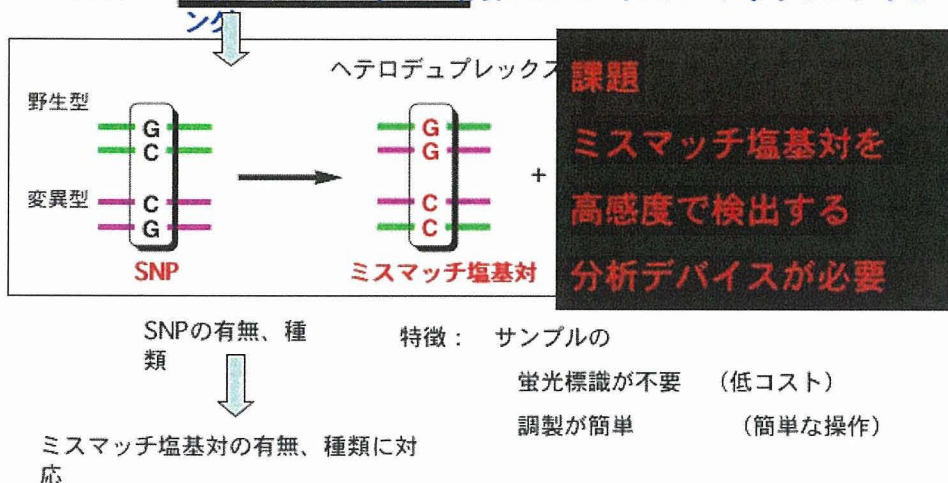 ング
ヘテロデュプレックス
野生型
G
C
変異型
C
G
SNP
G
G
C
C
ミスマッチ塩基対
+
課題
ミスマッチ塩基対を
高感度で検出する
分析デバイスが必要
SNPの有無、種
類
ミスマッチ塩基対の有無、種類に対
応
特徴： サンプルの
蛍光標識が不要 （低コスト）
調製が簡単 （簡単な操作）